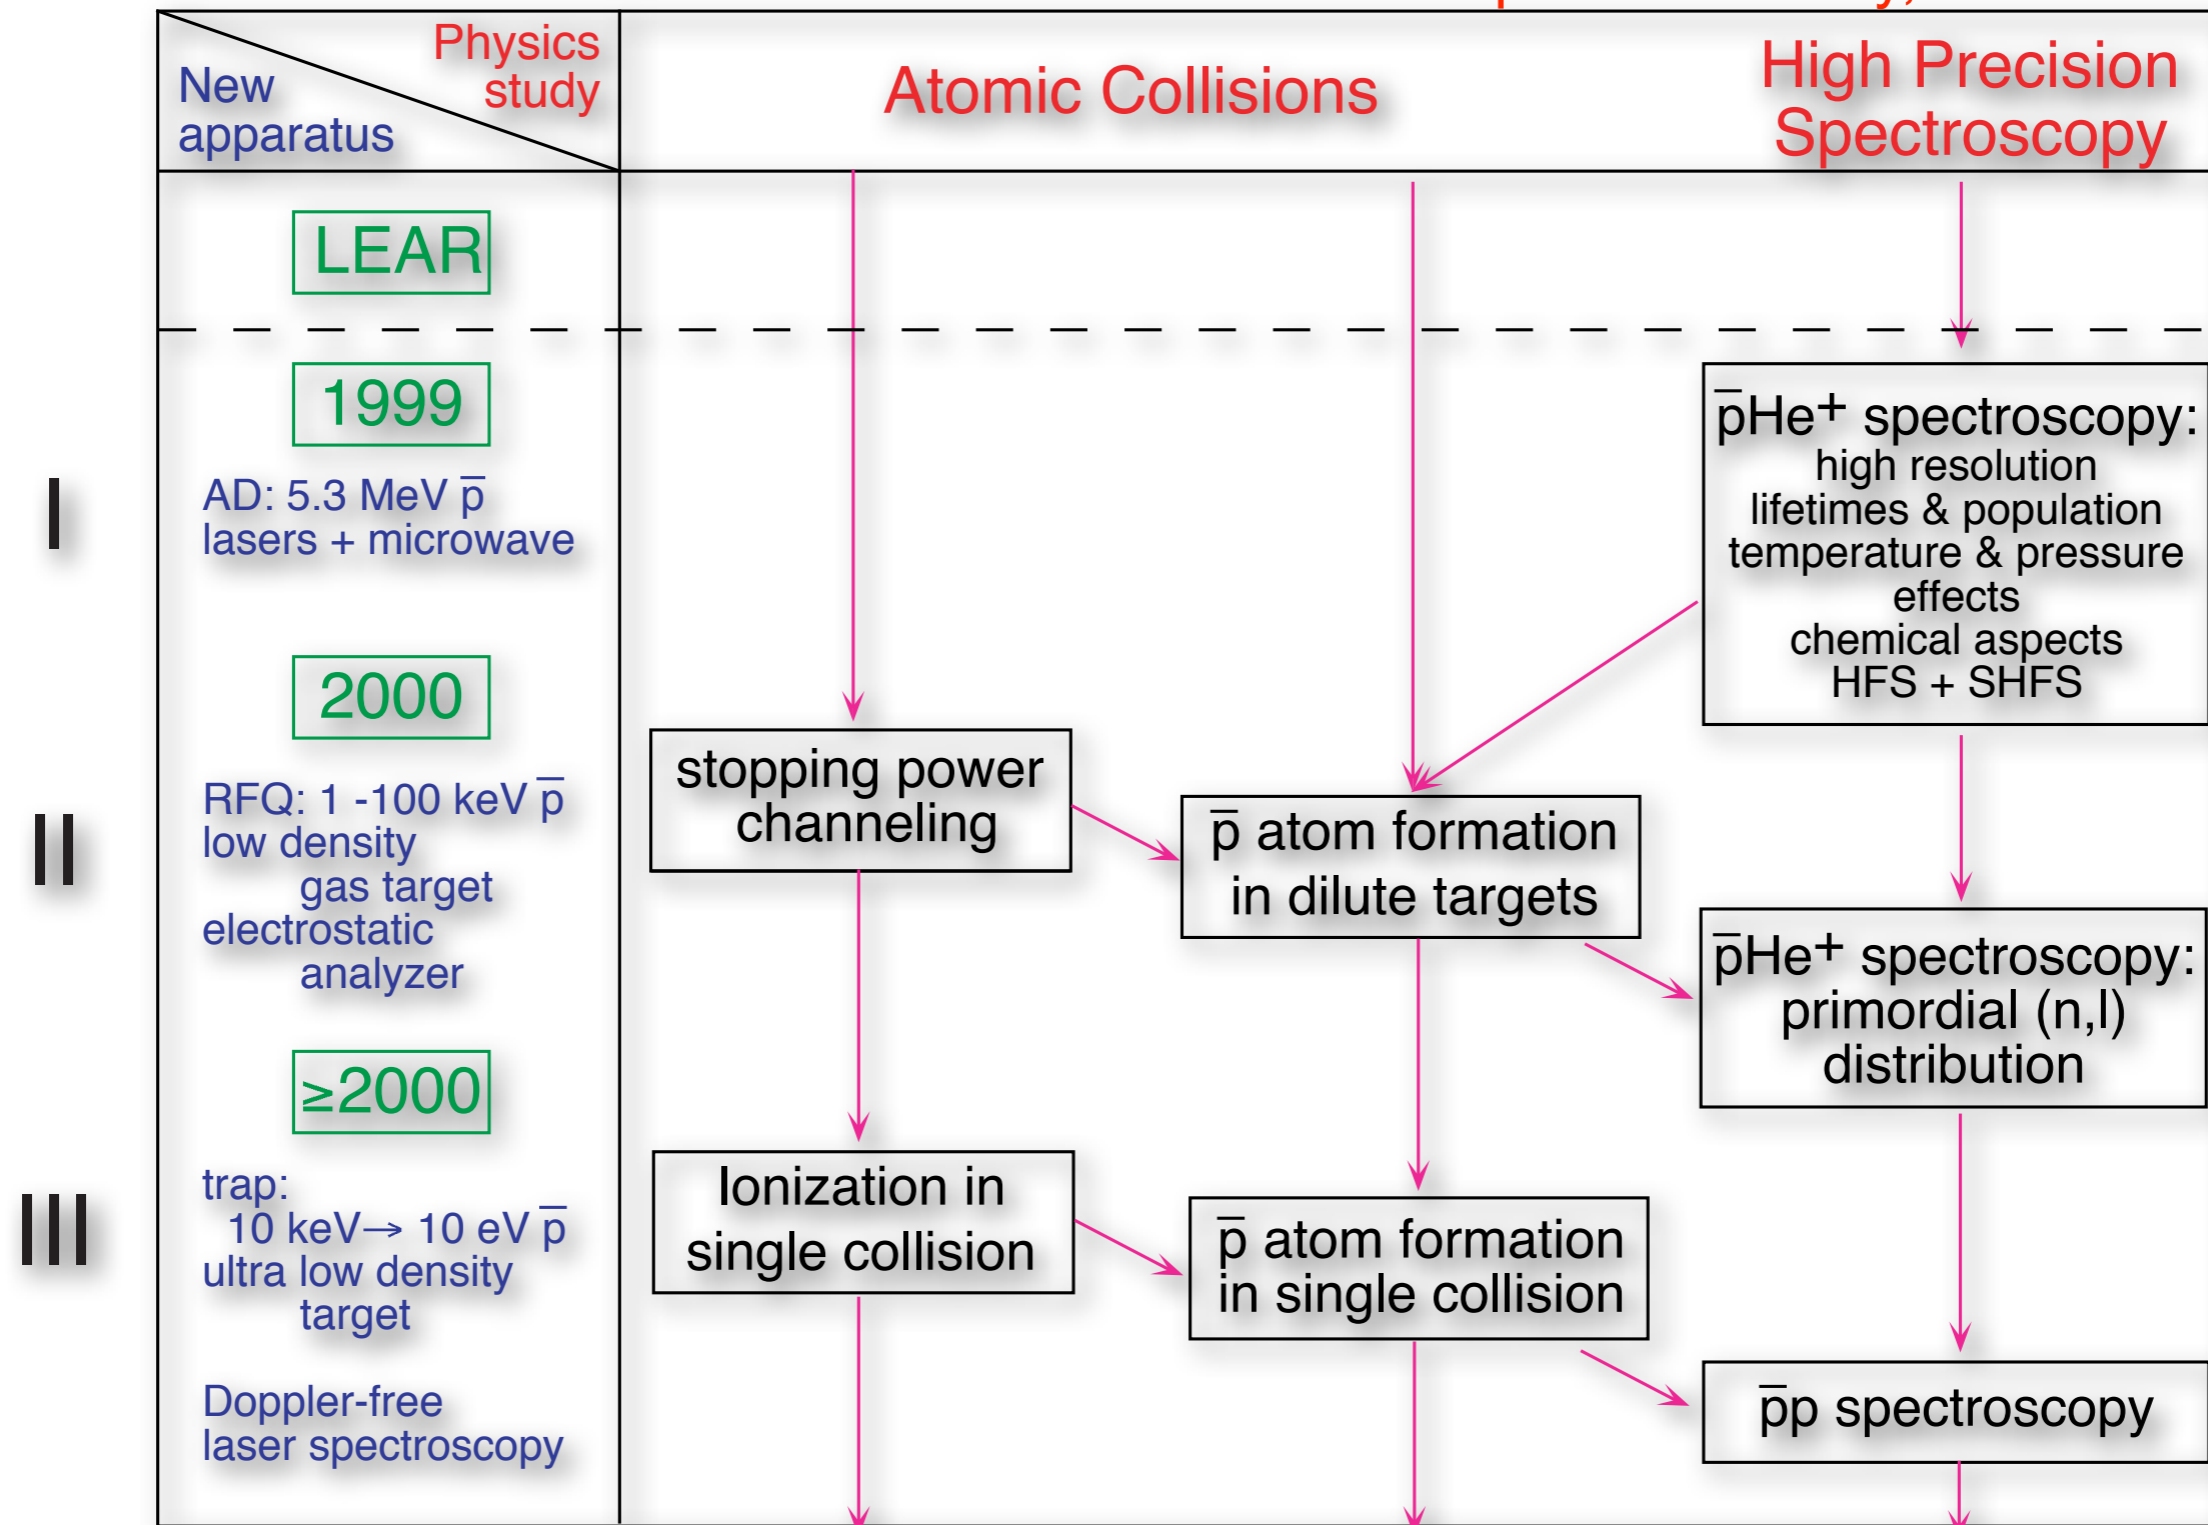 Physics
study
New
apparatus
Atomic Collisions
High Precision
Spectroscopy
LEAR
1999
I
AD: 5.3 MeV p̅
lasers + microwave
p̅He+ spectroscopy:
high resolution
lifetimes & population
temperature & pressure
effects
chemical aspects
HFS + SHFS
2000
II
RFQ: 1 -100 keV p̅
low density
gas target
electrostatic
analyzer
stopping power
channeling
p̅ atom formation
in dilute targets
p̅He+ spectroscopy:
primordial (n,l)
distribution
≥2000
III
trap:
10 keV→ 10 eV p̅
ultra low density
target
Doppler-free
laser spectroscopy
Ionization in
single collision
p̅ atom formation
in single collision
p̅p spectroscopy